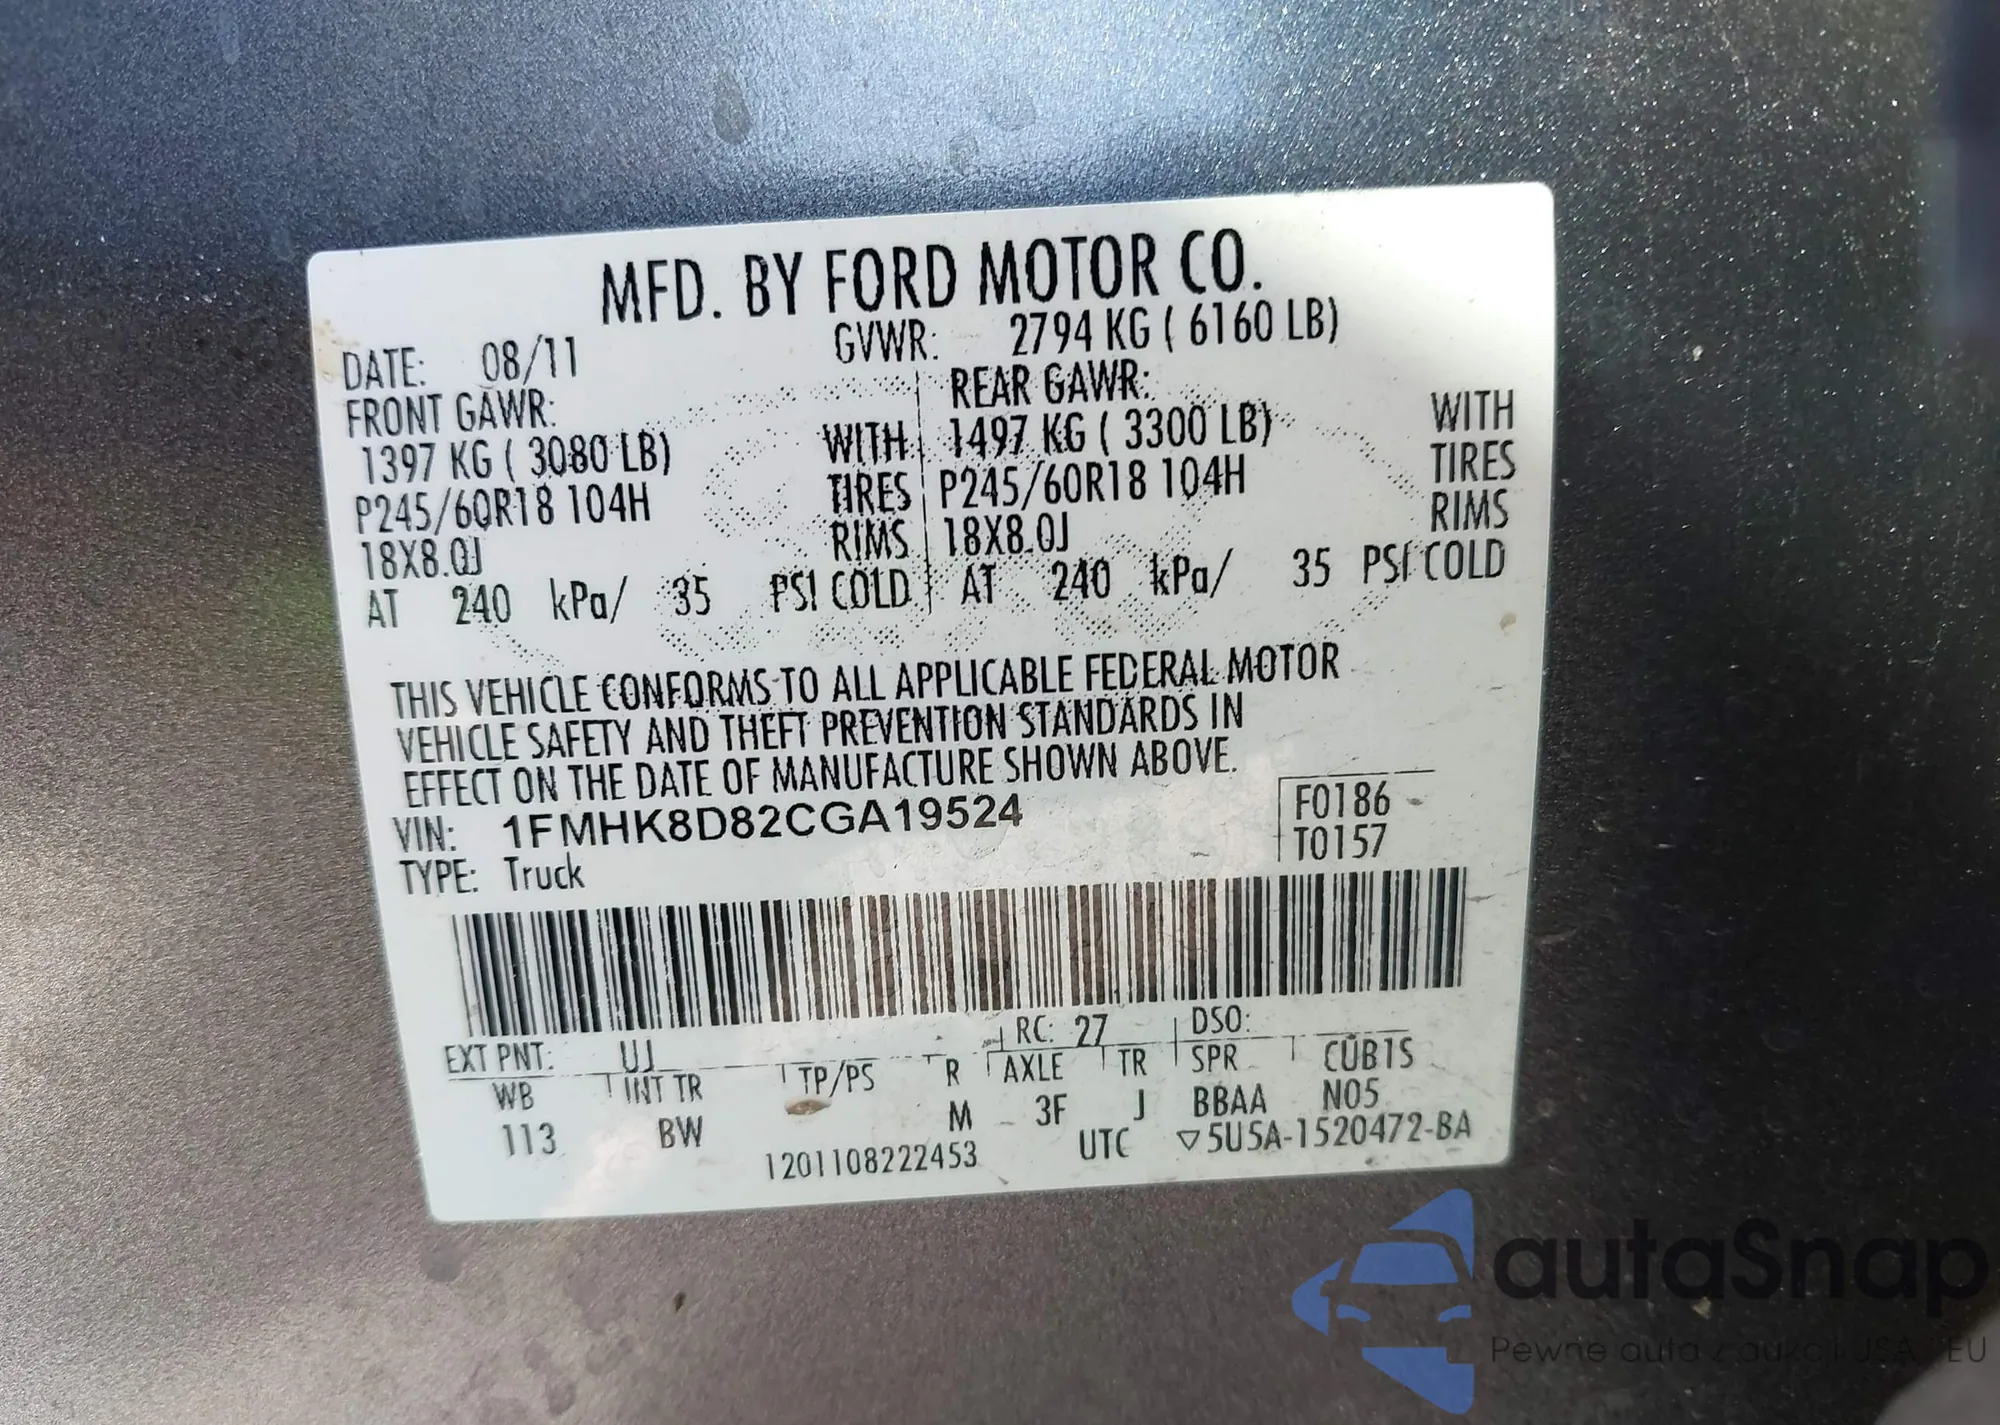 MFD. BY FORD MOTOR CO.
DATE: 08/11 GVWR: 2794 KG ( 6160 LB)
FRONT GAWR: REAR GAWR:
1397 KG ( 3080 LB) WITH 1497 KG ( 3300 LB) WITH
P245/60R18 104H TIRES P245/60R18 104H TIRES
18X8.0J RIMS 18X8.0J RIMS
AT 240 kPa/ 35 PSI COLD AT 240 kPa/ 35 PSI COLD
THIS VEHICLE CONFORMS TO ALL APPLICABLE FEDERAL MOTOR
VEHICLE SAFETY AND THEFT PREVENTION STANDARDS IN
EFFECT ON THE DATE OF MANUFACTURE SHOWN ABOVE.
VIN: 1FMHK8D82CGA19524 F0186
TYPE: Truck T0157
EXT PNT: UJ RC: 27 DSO:
WB INT TR TP/PS R AXLE TR SPR
113 BW M 3F J BBAA N05
1201108222453 UTC ▽5U5A-1520472-BA
autaSnap
Pewne auta z aukcji USA EU